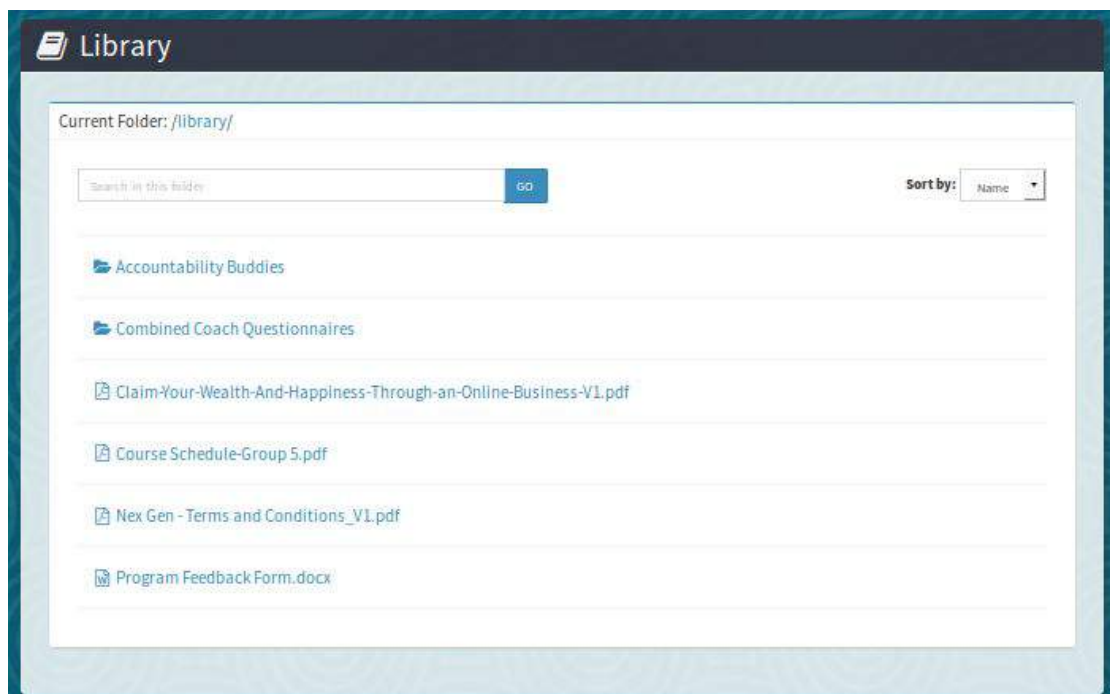 Library
Current Folder: /library/
Search in this folder GO Sort by: Name
Accountability Buddies
Combined Coach Questionnaires
Claim-Your-Wealth-And-Happiness-Through-an-Online-Business-V1.pdf
Course Schedule-Group 5.pdf
Nex Gen - Terms and Conditions_V1.pdf
Program Feedback Form.docx